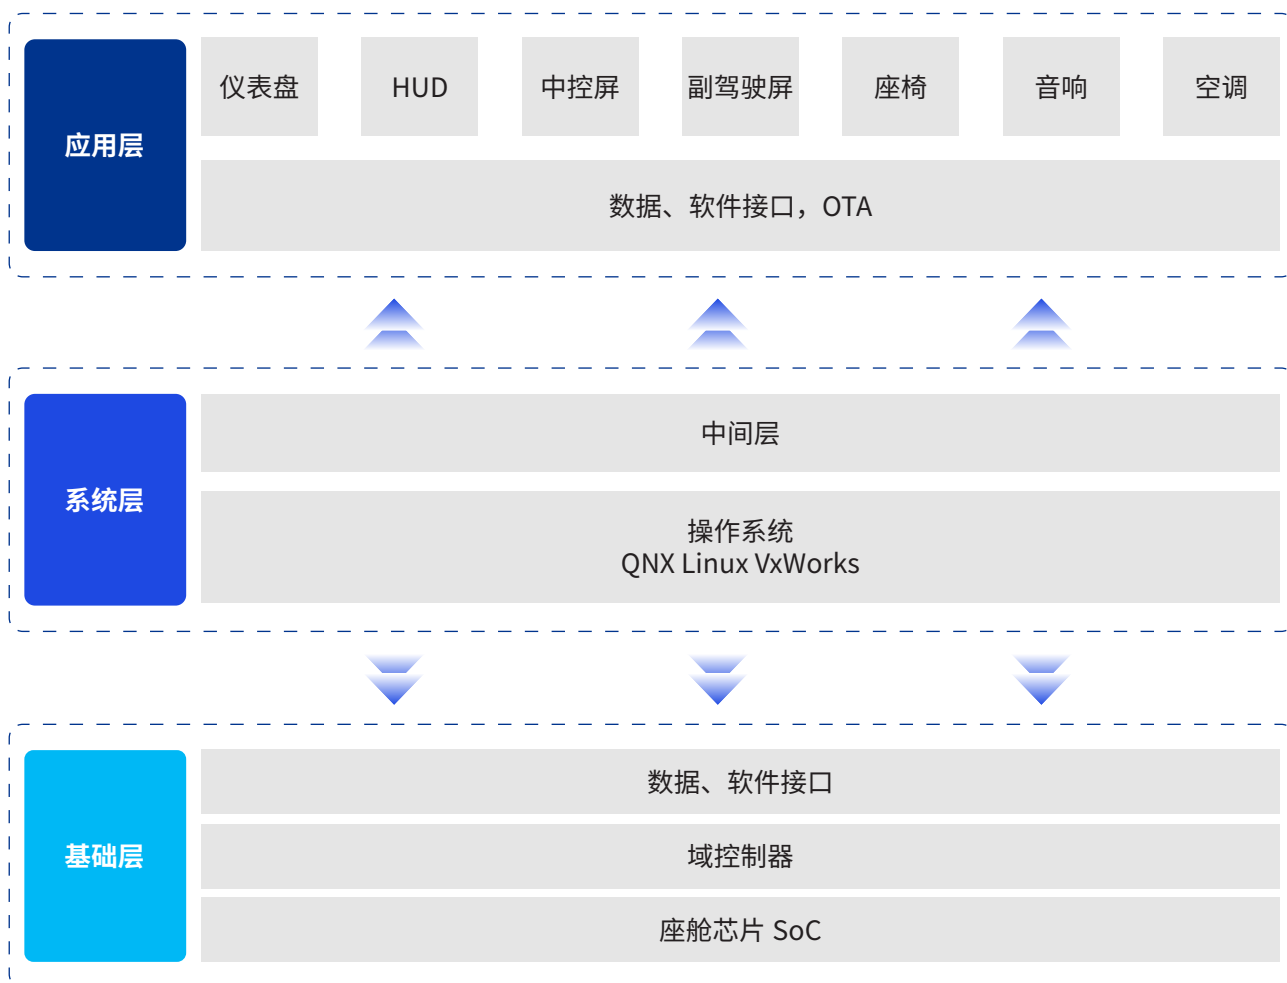 应用层
仪表盘
HUD
中控屏
副驾驶屏
座椅
音响
空调
数据、软件接口，OTA
系统层
中间层
操作系统
QNX Linux VxWorks
基础层
数据、软件接口
域控制器
座舱芯片 SoC